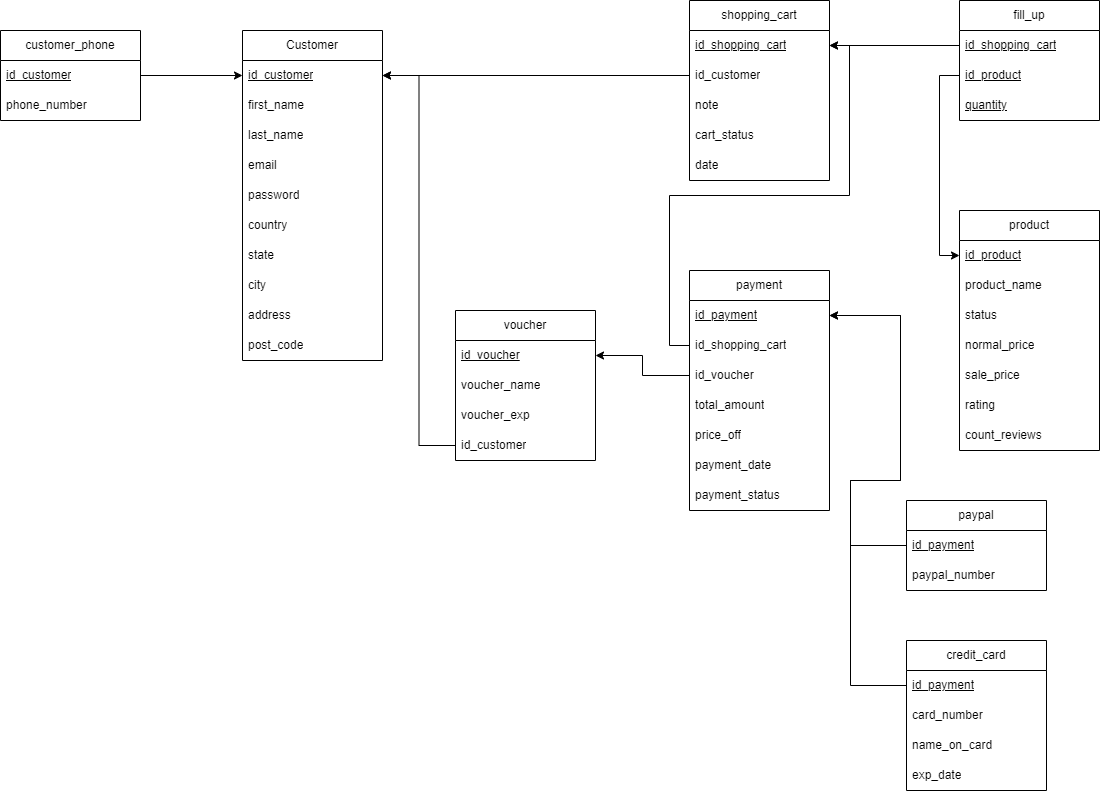 customer_phone
id_customer
phone_number
Customer
id_customer
first_name
last_name
email
password
country
state
city
address
post_code
shopping_cart
id_shopping_cart
id_customer
note
cart_status
date
fill_up
id_shopping_cart
id_product
quantity
product
id_product
product_name
status
normal_price
sale_price
rating
count_reviews
voucher
id_voucher
voucher_name
voucher_exp
id_customer
payment
id_payment
id_shopping_cart
id_voucher
total_amount
price_off
payment_date
payment_status
paypal
id_payment
paypal_number
credit_card
id_payment
card_number
name_on_card
exp_date